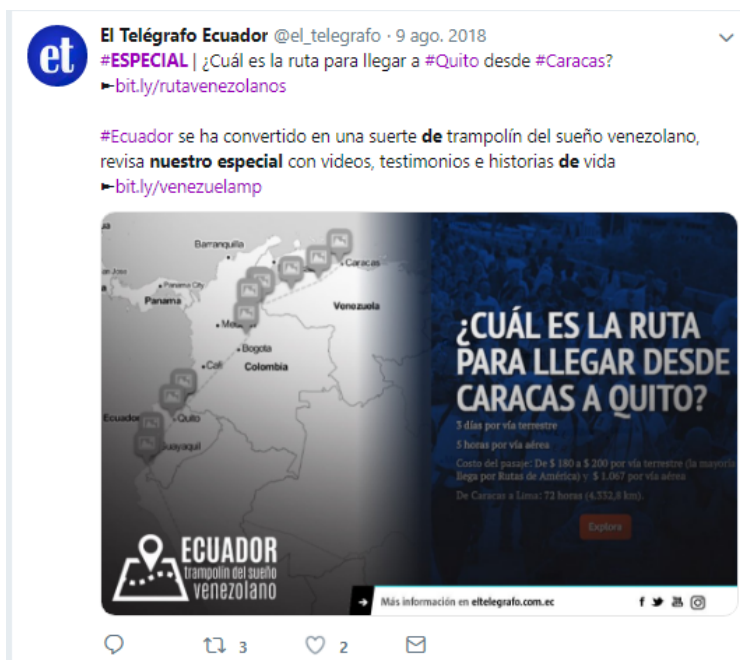 et
El Telégrafo Ecuador @el_telegrafo · 9 ago. 2018
#ESPECIAL | ¿Cuál es la ruta para llegar a #Quito desde #Caracas?
►bit.ly/rutavenezolanos
#Ecuador se ha convertido en una suerte de trampolín del sueño venezolano,
revisa nuestro especial con videos, testimonios e historias de vida
►bit.ly/venezuelamp
Barranquilla
Caracas
Panama City
Panama
Venezuela
Bogota
Cali
Colombia
Ecuador
Quito
Guayaquil
¿CUÁL ES LA RUTA
PARA LLEGAR DESDE
CARACAS A QUITO?
3 días por vía terrestre
5 horas por vía aérea
Costo del pasaje: De $ 180 a $ 200 por vía terrestre (la mayoría
llega por Rutas de América) y $ 1.067 por vía aérea
De Caracas a Lima: 72 horas (4.332,8 km).
Explora
ECUADOR
trampolín del sueño
venezolano
Más información en eltelegrafo.com.ec
3
2